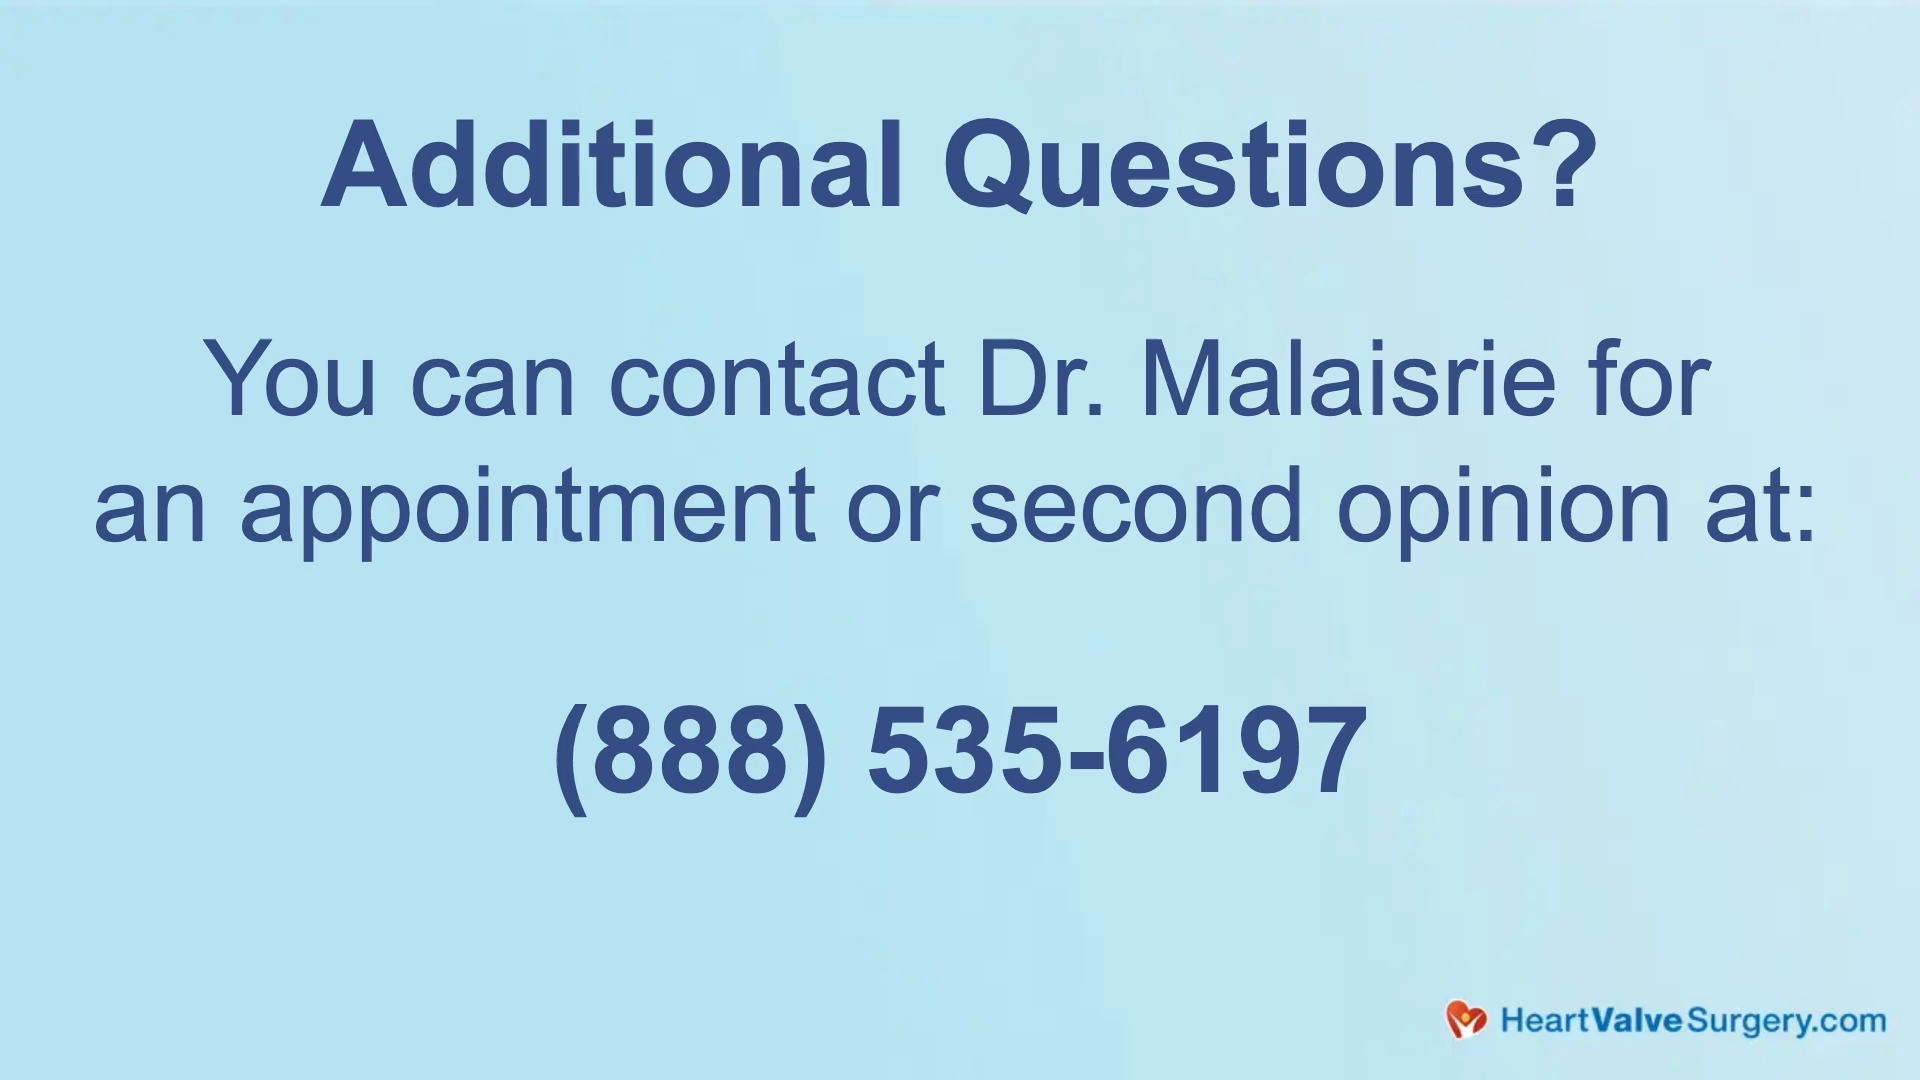 Additional Questions?
You can contact Dr. Malaisrie for
an appointment or second opinion at:
(888) 535-6197
HeartValveSurgery.com